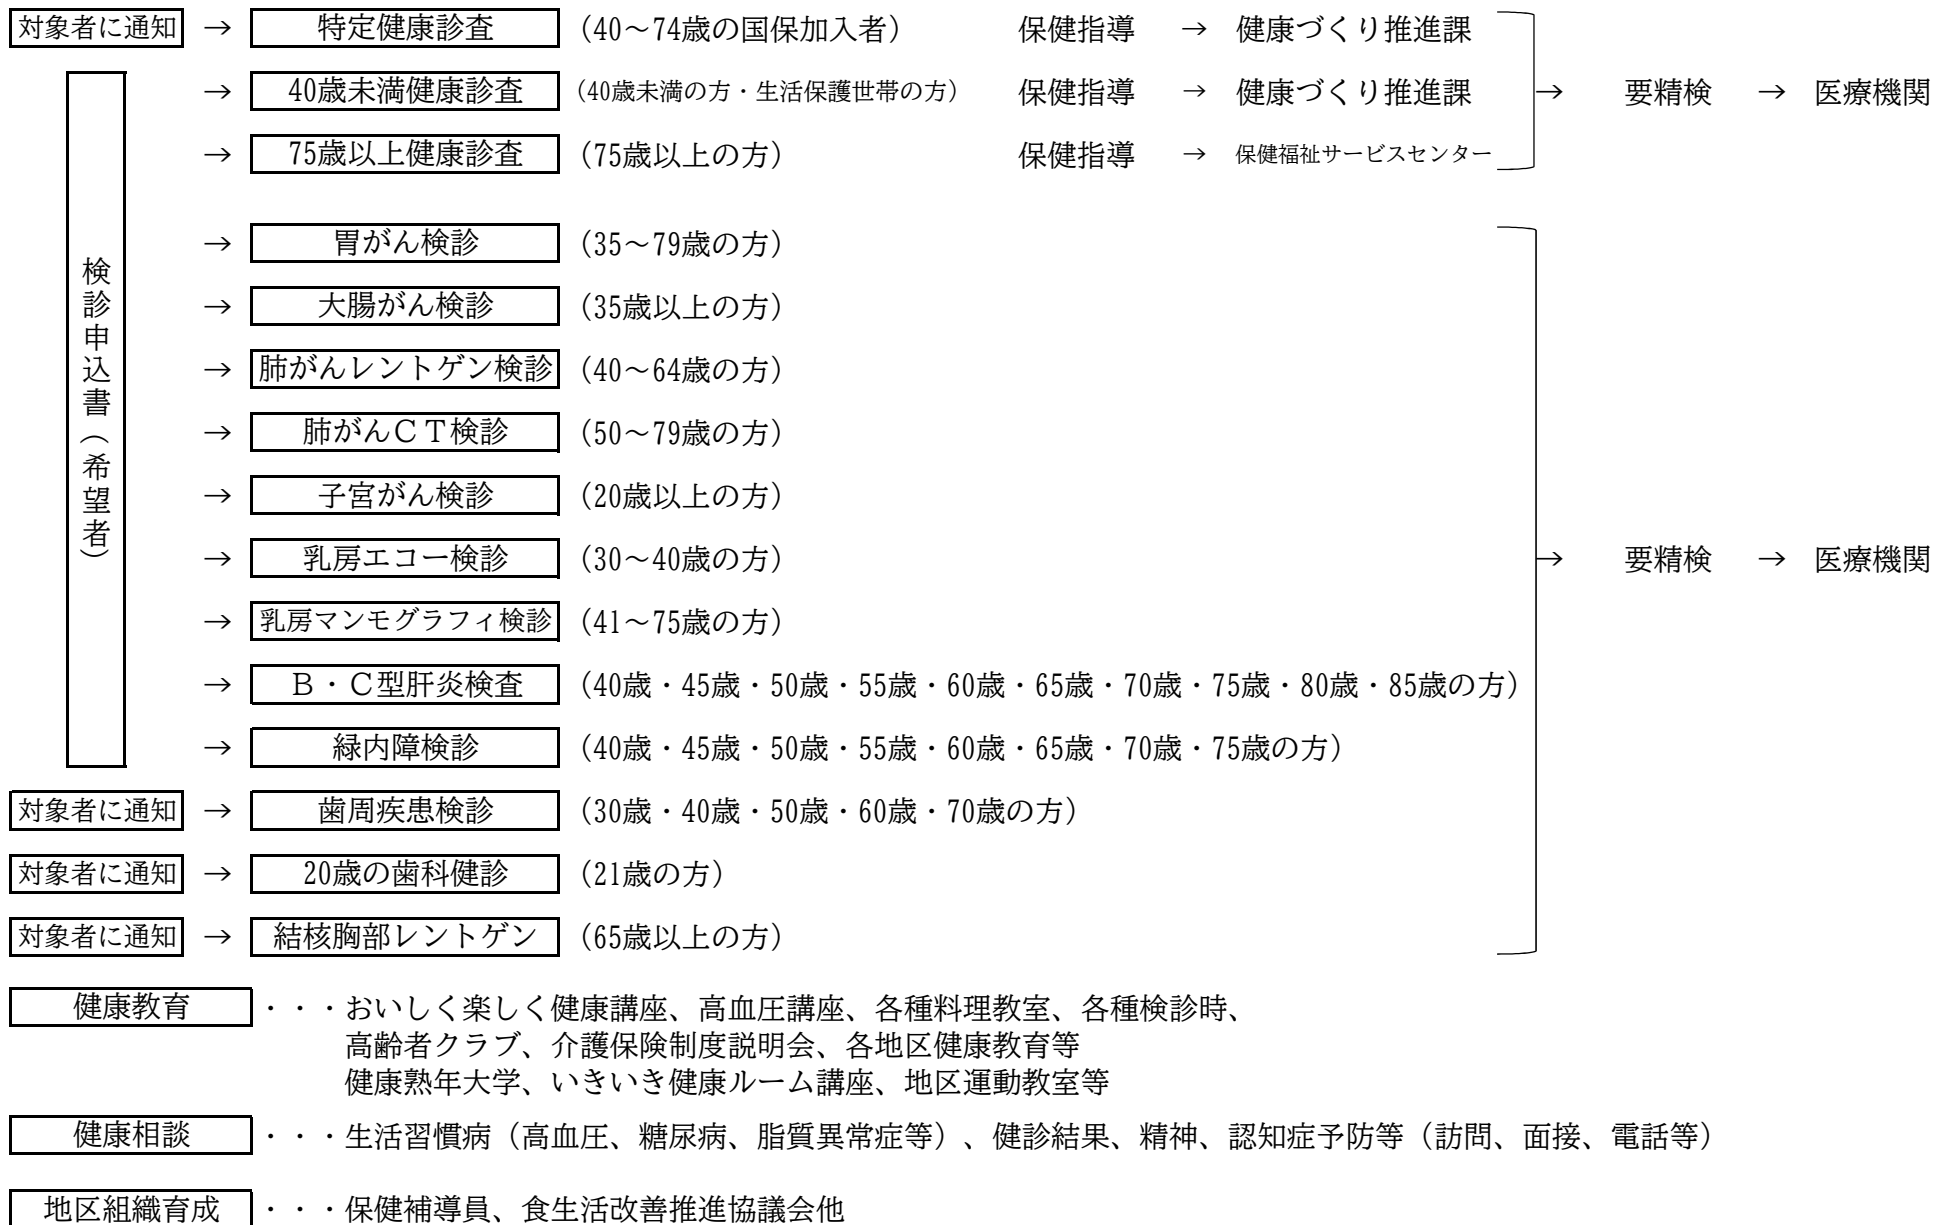 対象者に通知 → 特定健康診査 （40～74歳の国保加入者） 保健指導 → 健康づくり推進課
→ 40歳未満健康診査 （40歳未満の方・生活保護世帯の方） 保健指導 → 健康づくり推進課 → 要精検 → 医療機関
→ 75歳以上健康診査 （75歳以上の方） 保健指導 → 保健福祉サービスセンター
検診申込書（希望者）
→ 胃がん検診 （35～79歳の方）
→ 大腸がん検診 （35歳以上の方）
→ 肺がんレントゲン検診 （40～64歳の方）
→ 肺がんＣＴ検診 （50～79歳の方）
→ 子宮がん検診 （20歳以上の方）
→ 乳房エコー検診 （30～40歳の方） → 要精検 → 医療機関
→ 乳房マンモグラフィ検診 （41～75歳の方）
→ Ｂ・Ｃ型肝炎検査 （40歳・45歳・50歳・55歳・60歳・65歳・70歳・75歳・80歳・85歳の方）
→ 緑内障検診 （40歳・45歳・50歳・55歳・60歳・65歳・70歳・75歳の方）
対象者に通知 → 歯周疾患検診 （30歳・40歳・50歳・60歳・70歳の方）
対象者に通知 → 20歳の歯科健診 （21歳の方）
対象者に通知 → 結核胸部レントゲン （65歳以上の方）
健康教育 ・・・おいしく楽しく健康講座、高血圧講座、各種料理教室、各種検診時、
高齢者クラブ、介護保険制度説明会、各地区健康教育等
健康熟年大学、いきいき健康ルーム講座、地区運動教室等
健康相談 ・・・生活習慣病（高血圧、糖尿病、脂質異常症等）、健診結果、精神、認知症予防等（訪問、面接、電話等）
地区組織育成 ・・・保健補導員、食生活改善推進協議会他